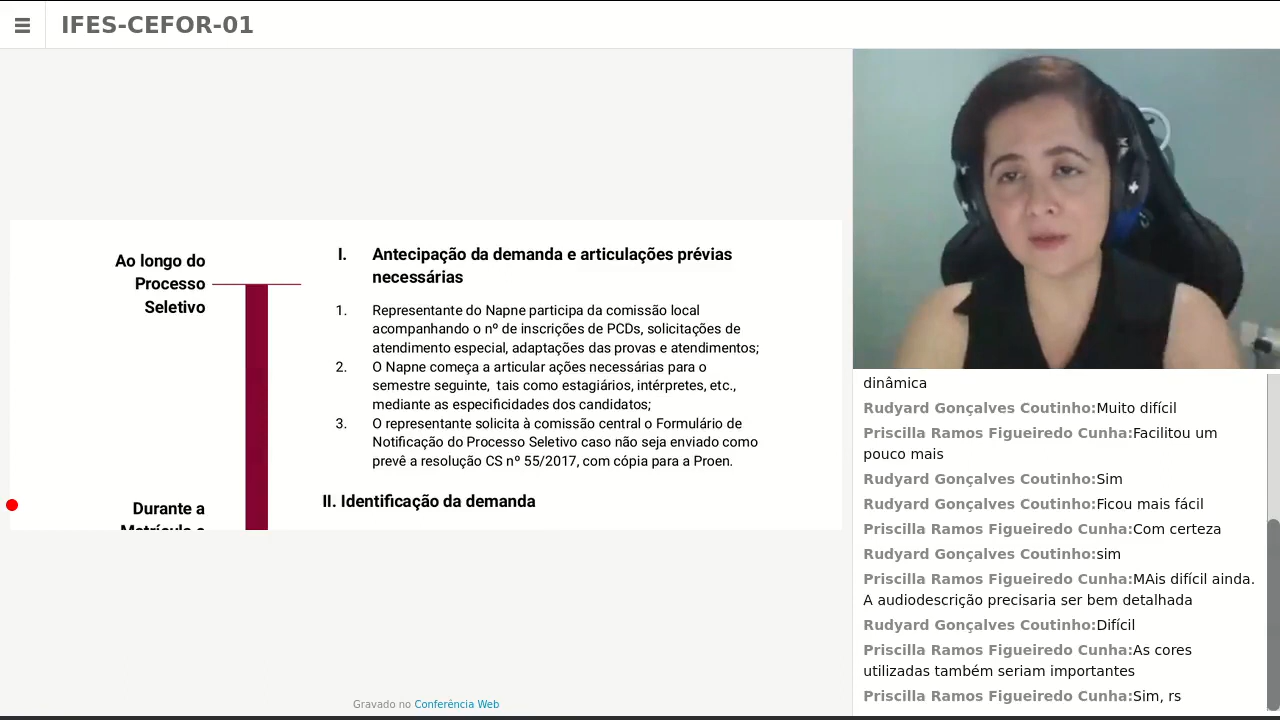 IFES-CEFOR-01
Ao longo do
Processo
Seletivo
I. Antecipação da demanda e articulações prévias
necessárias
1. Representante do Napne participa da comissão local
acompanhando o nº de inscrições de PCDs, solicitações de
atendimento especial, adaptações das provas e atendimentos;
2. O Napne começa a articular ações necessárias para o
semestre seguinte, tais como estagiários, intérpretes, etc.,
mediante as especificidades dos candidatos;
3. O representante solicita à comissão central o Formulário de
Notificação do Processo Seletivo caso não seja enviado como
prevê a resolução CS nº 55/2017, com cópia para a Proen.
II. Identificação da demanda
Durante a
Matrícula e
Gravado no Conferência Web
dinâmica
Rudyard Gonçalves Coutinho:Muito difícil
Priscilla Ramos Figueiredo Cunha:Facilitou um
pouco mais
Rudyard Gonçalves Coutinho:Sim
Rudyard Gonçalves Coutinho:Ficou mais fácil
Priscilla Ramos Figueiredo Cunha:Com certeza
Rudyard Gonçalves Coutinho:sim
Priscilla Ramos Figueiredo Cunha:MAis difícil ainda.
A audiodescrição precisaria ser bem detalhada
Rudyard Gonçalves Coutinho:Difícil
Priscilla Ramos Figueiredo Cunha:As cores
utilizadas também seriam importantes
Priscilla Ramos Figueiredo Cunha:Sim, rs